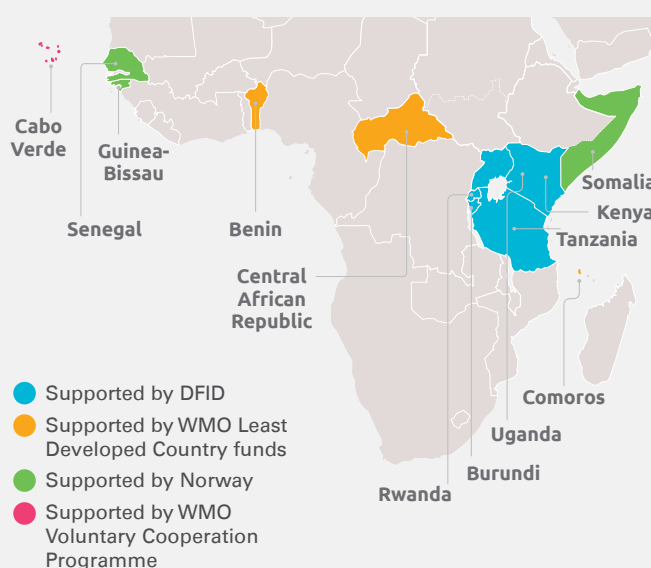 Cabo
Verde
Guinea-
Bissau
Senegal
Benin
Central
African
Republic
Somalia
Kenya
Tanzania
Comoros
Uganda
Burundi
Rwanda
Supported by DFID
Supported by WMO Least
Developed Country funds
Supported by Norway
Supported by WMO
Voluntary Cooperation
Programme